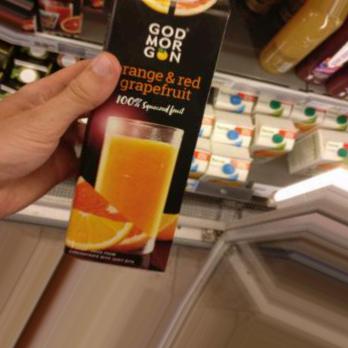 GOD
MOR
GON
orange & red
grapefruit
100% Squeezed fruit